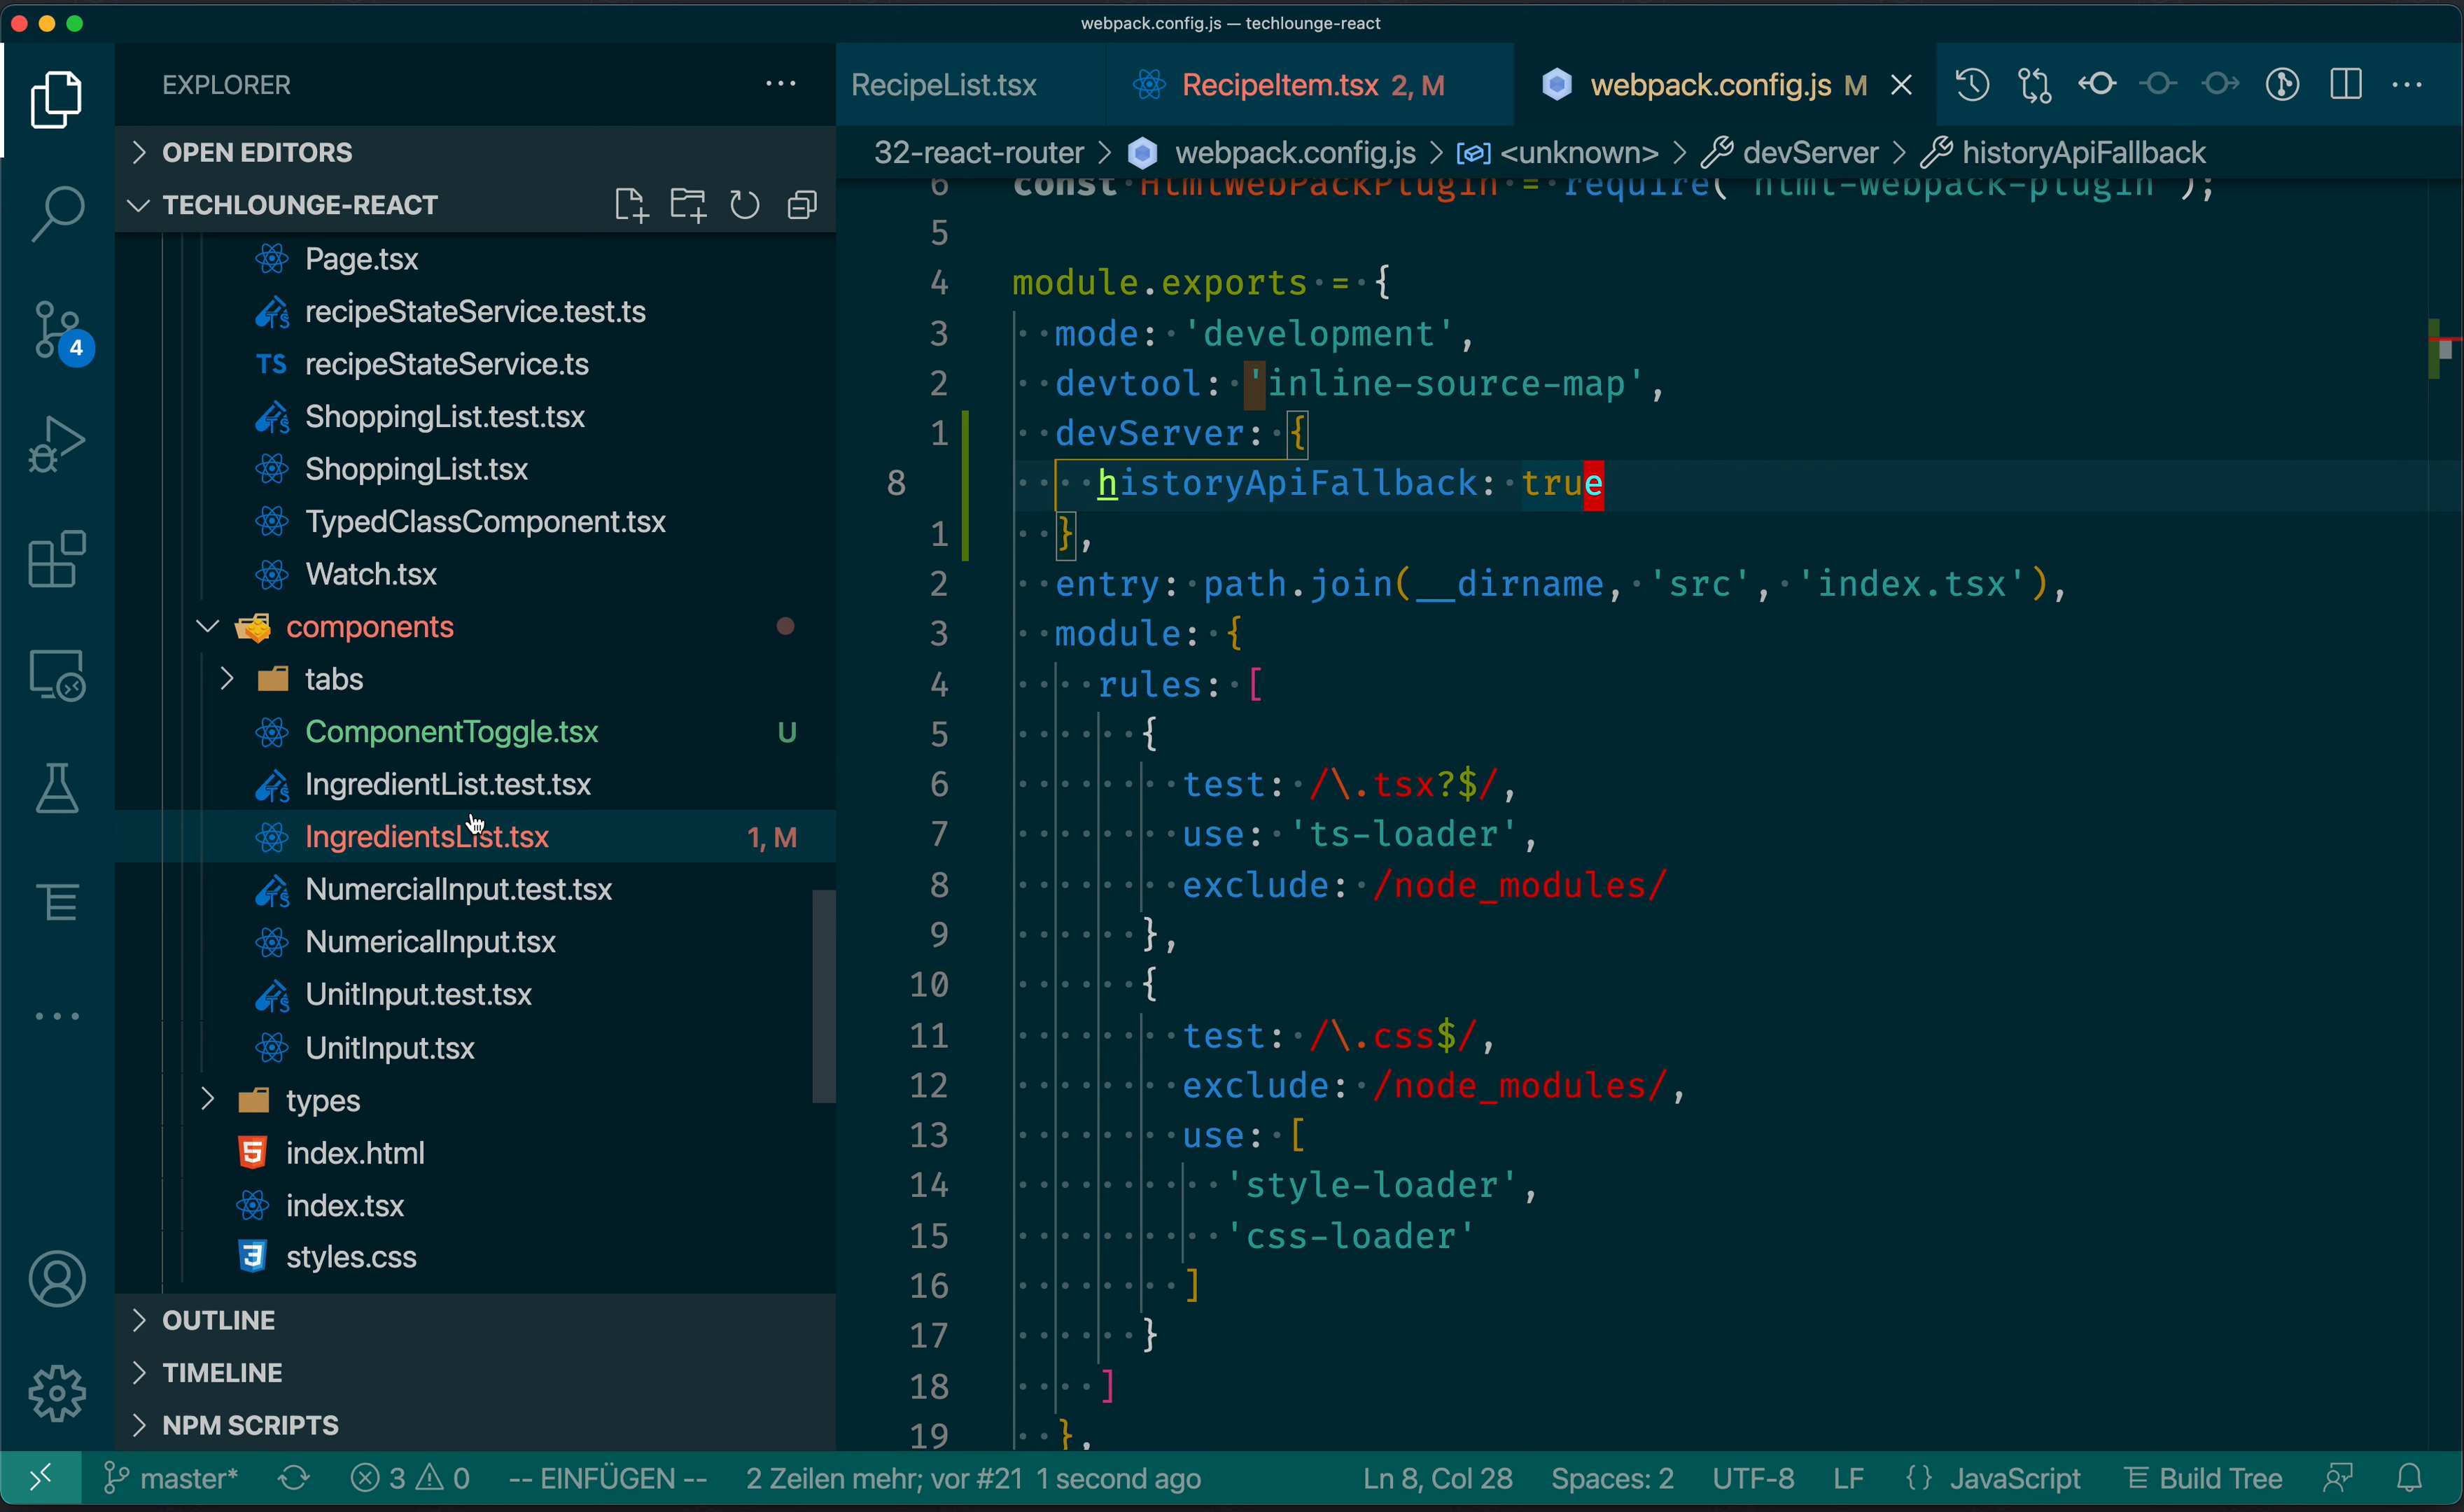 webpack.config.js — techlounge-react
EXPLORER
OPEN EDITORS
TECHLOUNGE-REACT
Page.tsx
recipeStateService.test.ts
TS recipeStateService.ts
ShoppingList.test.tsx
ShoppingList.tsx
TypedClassComponent.tsx
Watch.tsx
components
tabs
ComponentToggle.tsx U
IngredientList.test.tsx
IngredientsList.tsx 1, M
NumercialInput.test.tsx
NumericalInput.tsx
UnitInput.test.tsx
UnitInput.tsx
types
index.html
index.tsx
styles.css
OUTLINE
TIMELINE
NPM SCRIPTS
4
RecipeList.tsx RecipeItem.tsx 2, M webpack.config.js M
32-react-router > webpack.config.js > <unknown> > devServer > historyApiFallback
6 const HtmlWebPackPlugin = require('html-webpack-plugin');
5
4 module.exports = {
3 mode: 'development',
2 devtool: 'inline-source-map',
1 devServer: {
8 historyApiFallback: true
1 },
2 entry: path.join(__dirname, 'src', 'index.tsx'),
3 module: {
4 rules: [
5 {
6 test: /\.tsx?$/,
7 use: 'ts-loader',
8 exclude: /node_modules/
9 },
10 {
11 test: /\.css$/,
12 exclude: /node_modules/,
13 use: [
14 'style-loader',
15 'css-loader'
16 ]
17 }
18 ]
19 },
master* 3 0 -- EINFÜGEN -- 2 Zeilen mehr; vor #21 1 second ago Ln 8, Col 28 Spaces: 2 UTF-8 LF {} JavaScript Build Tree